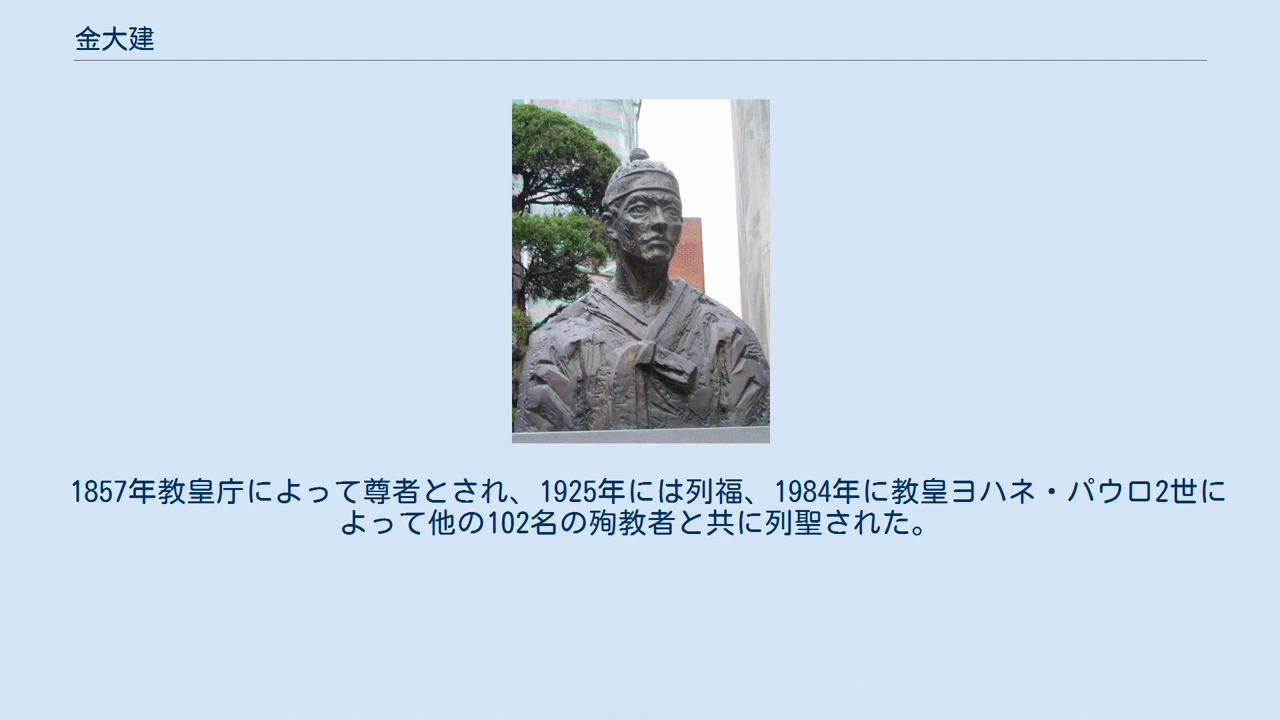 金大建
1857年教皇庁によって尊者とされ、1925年には列福、1984年に教皇ヨハネ・パウロ2世に
よって他の102名の殉教者と共に列聖された。